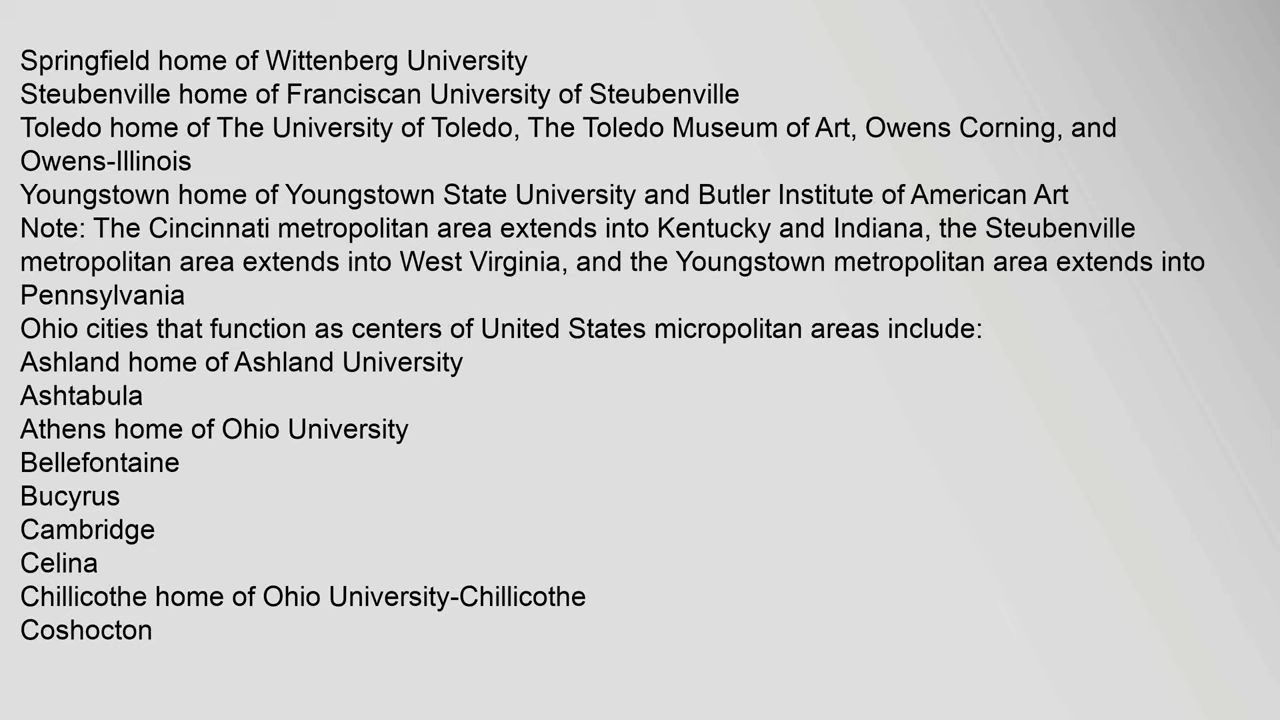 Springfield home of Wittenberg University
Steubenville home of Franciscan University of Steubenville
Toledo home of The University of Toledo, The Toledo Museum of Art, Owens Corning, and
Owens-Illinois
Youngstown home of Youngstown State University and Butler Institute of American Art
Note: The Cincinnati metropolitan area extends into Kentucky and Indiana, the Steubenville
metropolitan area extends into West Virginia, and the Youngstown metropolitan area extends into
Pennsylvania
Ohio cities that function as centers of United States micropolitan areas include:
Ashland home of Ashland University
Ashtabula
Athens home of Ohio University
Bellefontaine
Bucyrus
Cambridge
Celina
Chillicothe home of Ohio University-Chillicothe
Coshocton